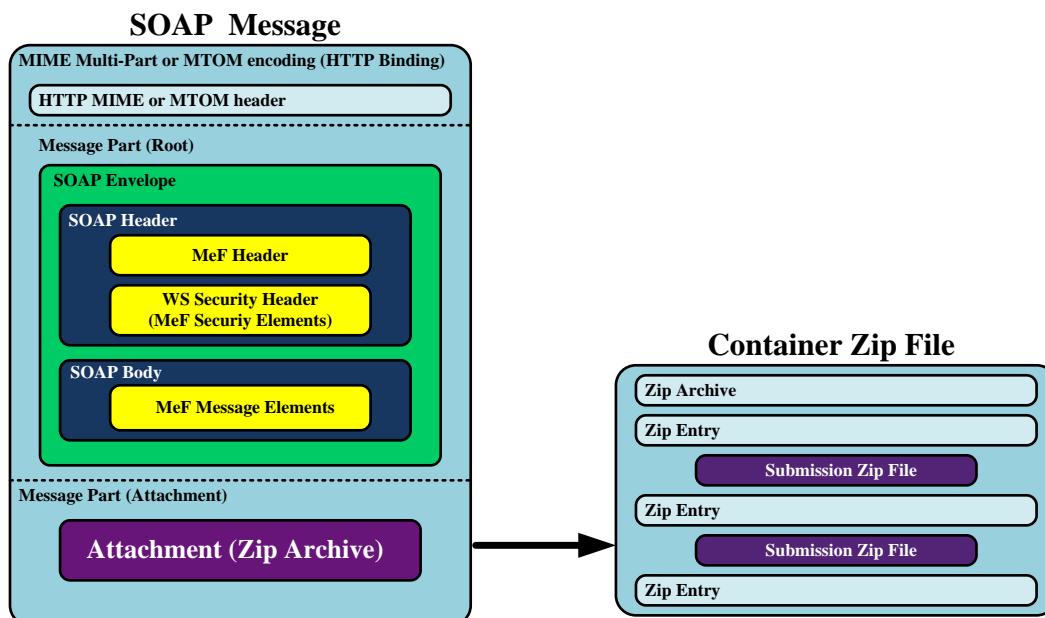 SOAP Message
MIME Multi-Part or MTOM encoding (HTTP Binding)
HTTP MIME or MTOM header
Message Part (Root)
SOAP Envelope
SOAP Header
MeF Header
WS Security Header
(MeF Securiy Elements)
SOAP Body
MeF Message Elements
Message Part (Attachment)
Attachment (Zip Archive)
Container Zip File
Zip Archive
Zip Entry
Submission Zip File
Zip Entry
Submission Zip File
Zip Entry